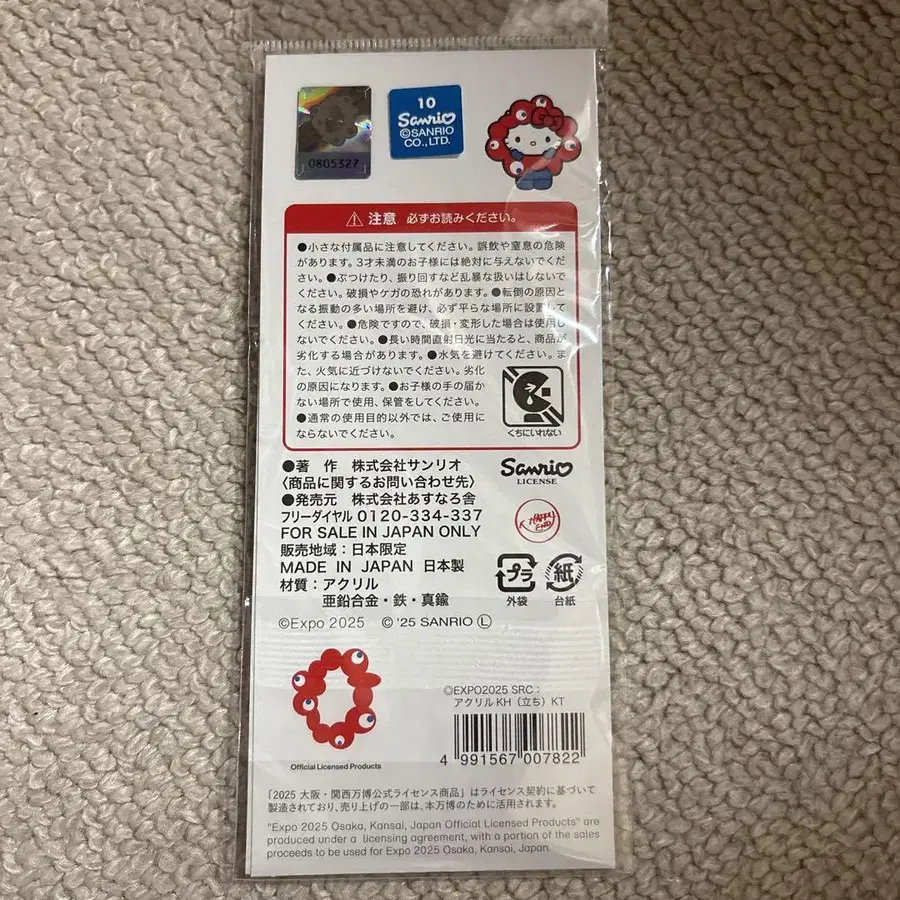 0805327
10
Sanrio
©SANRIO
CO., LTD.
⚠ 注意 必ずお読みください。
●小さな付属品に注意してください。誤飲や窒息の危険
があります。3才未満のお子様には絶対に与えないでくだ
さい。●ぶつけたり、振り回すなど乱暴な扱いはしないで
ください。破損やケガの恐れがあります。●転倒の原因と
なる振動の多い場所を避け、必ず平らな場所に設置して
ください。●危険ですので、破損・変形した場合は使用し
ないでください。●長い時間直射日光に当たると、商品が
劣化する場合があります。●水気を避けてください。ま
た、火気に近づけないでください。劣化
の原因になります。●お子様の手の届か
ない場所で使用、保管をしてください。
●通常の使用目的以外では、ご使用に
ならないでください。
くちにいれない
●著 作 株式会社サンリオ
〈商品に関するお問い合わせ先〉
●発売元 株式会社あすなろ舎
フリーダイヤル 0120-334-337
FOR SALE IN JAPAN ONLY
販売地域：日本限定
MADE IN JAPAN 日本製
材質：アクリル
亜鉛合金・鉄・真鍮
Sanrio
LICENSE
HAPPY
END
プラ
外袋
紙
台紙
©Expo 2025 © '25 SANRIO Ⓛ
Official Licensed Products
©EXPO2025 SRC：
アクリルKH（立ち）KT
4 991567 007822
「2025 大阪・関西万博公式ライセンス商品」はライセンス契約に基づいて
製造されており、売り上げの一部は、本万博のために活用されます。
"Expo 2025 Osaka, Kansai, Japan Official Licensed Products" are
produced under a licensing agreement, with a portion of the sales
proceeds to be used for Expo 2025 Osaka, Kansai, Japan.